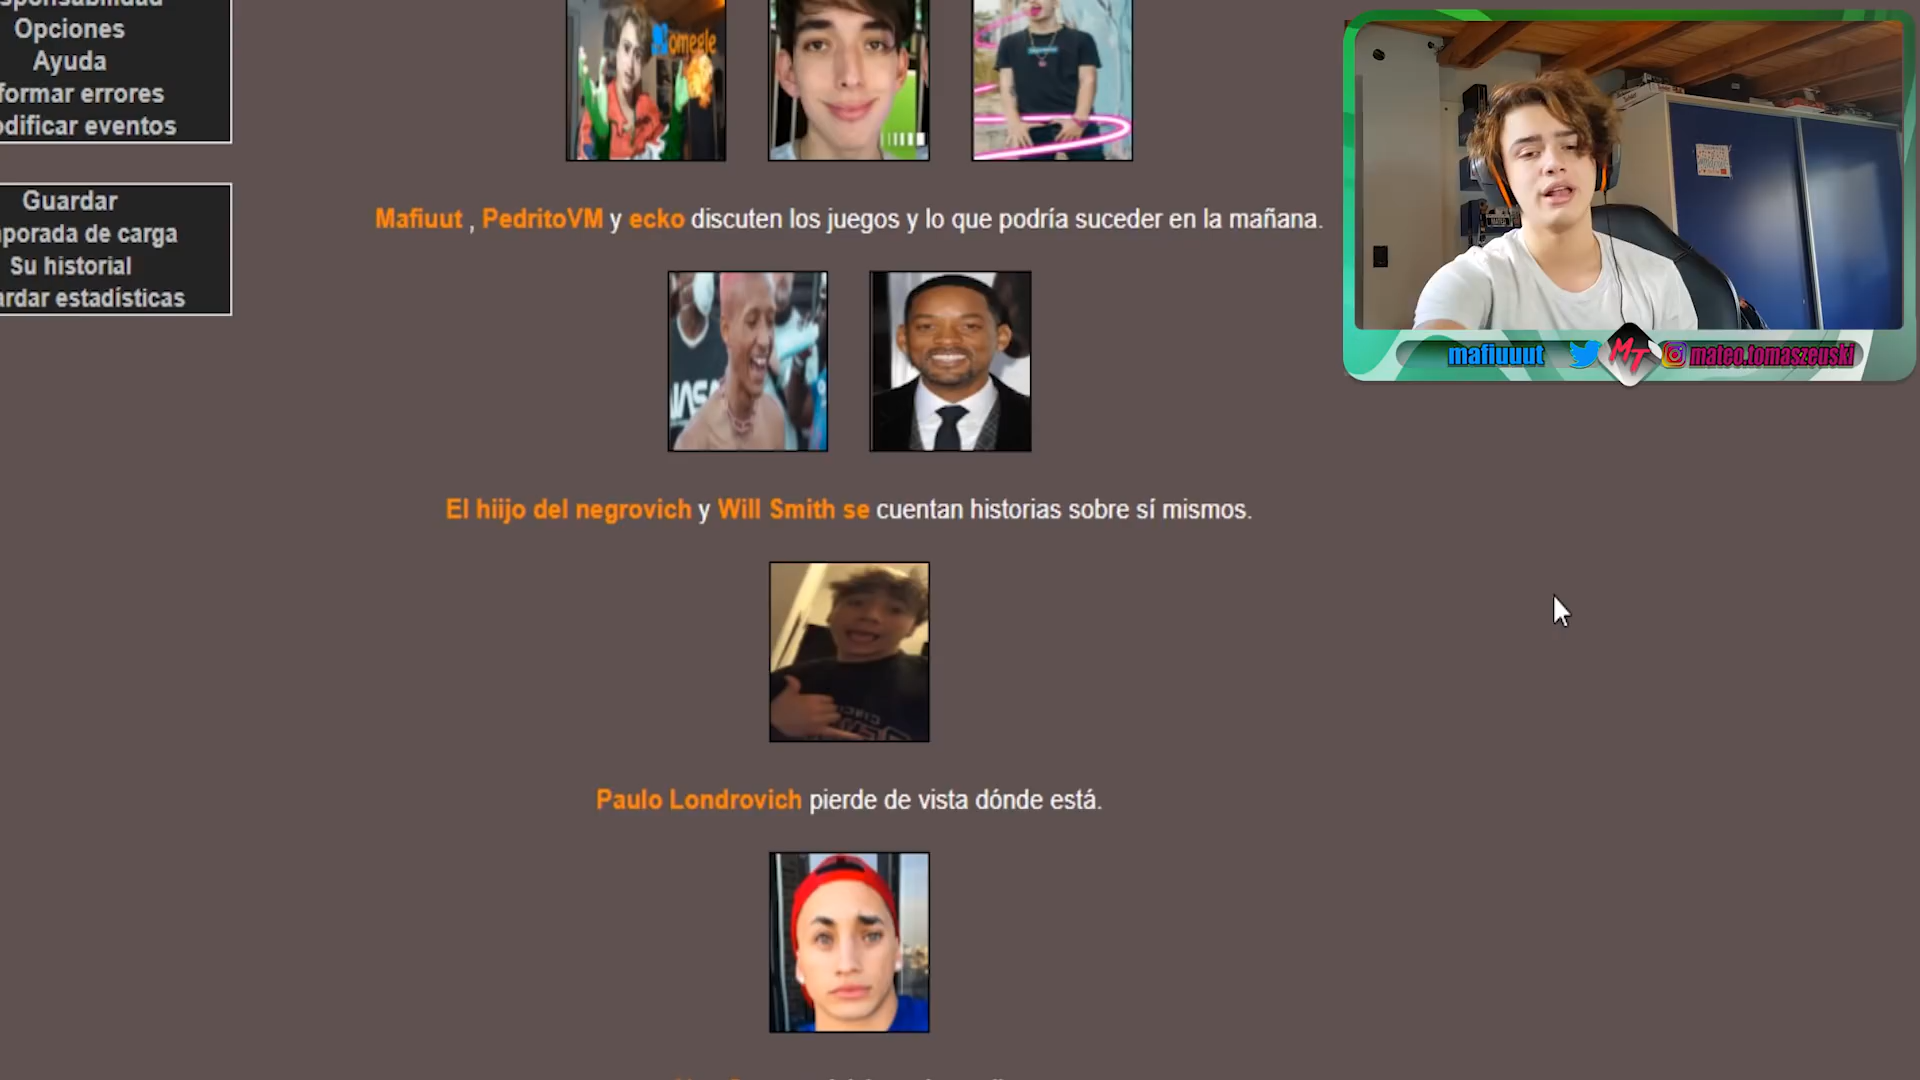 Opciones
Ayuda
formar errores
odificar eventos
Guardar
porada de carga
Su historial
ardar estadísticas
omegle
Mafiuut , PedritoVM y ecko discuten los juegos y lo que podría suceder en la mañana.
NASA
El hiijo del negrovich y Will Smith se cuentan historias sobre sí mismos.
Paulo Londrovich pierde de vista dónde está.
mafiuuut
MT
mateo.tomaszeuski